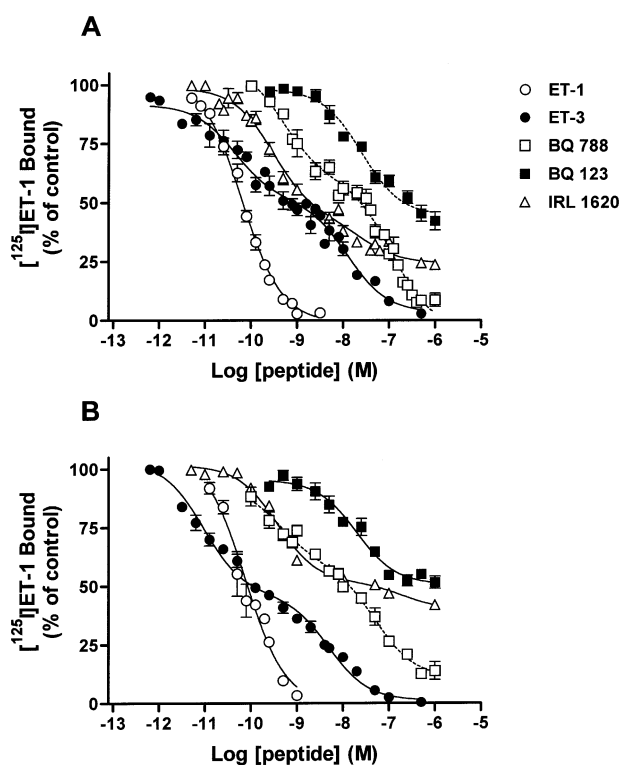 A
[125I]ET-1 Bound
(% of control)
100
75
50
25
0
-13 -12 -11 -10 -9 -8 -7 -6 -5
Log [peptide] (M)
ET-1
ET-3
BQ 788
BQ 123
IRL 1620
B
[125I]ET-1 Bound
(% of control)
100
75
50
25
0
-13 -12 -11 -10 -9 -8 -7 -6 -5
Log [peptide] (M)